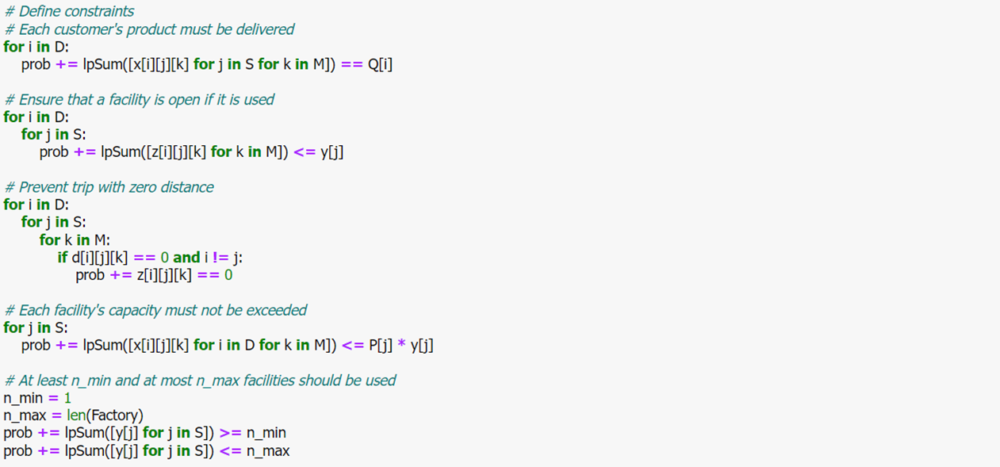 # Define constraints
# Each customer's product must be delivered
for i in D:
    prob += lpSum([x[i][j][k] for j in S for k in M]) == Q[i]

# Ensure that a facility is open if it is used
for i in D:
    for j in S:
        prob += lpSum([z[i][j][k] for k in M]) <= y[j]

# Prevent trip with zero distance
for i in D:
    for j in S:
        for k in M:
            if d[i][j][k] == 0 and i != j:
                prob += z[i][j][k] == 0

# Each facility's capacity must not be exceeded
for j in S:
    prob += lpSum([x[i][j][k] for i in D for k in M]) <= P[j] * y[j]

# At least n_min and at most n_max facilities should be used
n_min = 1
n_max = len(Factory)
prob += lpSum([y[j] for j in S]) >= n_min
prob += lpSum([y[j] for j in S]) <= n_max